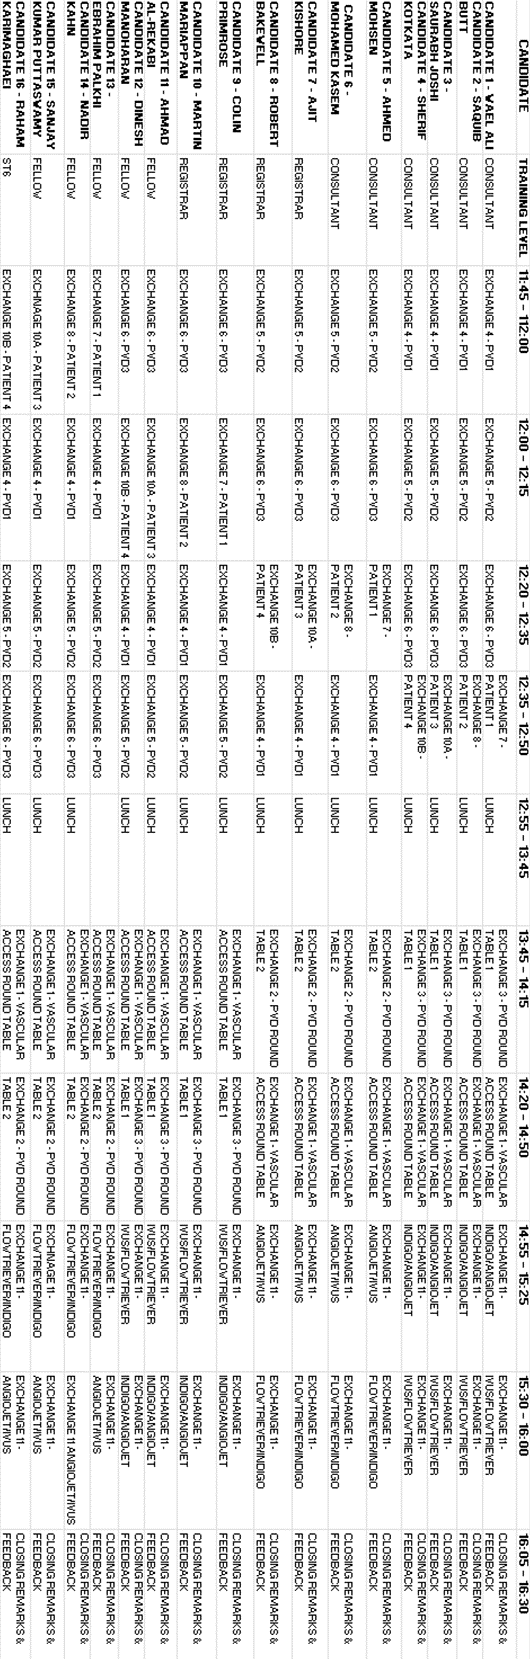 CANDIDATE
TRAINING LEVEL
11:45 - 112:00
12:00 - 12:15
12:20 - 12:35
12:35 - 12:50
12:55 - 13:45
13:45 - 14:15
14:20 - 14:50
14:55 - 15:25
15:30 - 16:00
16:05 - 16:30
CANDIDATE 1 - WAEL ALI
CONSULTANT
EXCHANGE 4 - PVD1
EXCHANGE 5 - PVD2
EXCHANGE 6 - PVD3
EXCHANGE 7 -
PATIENT 1
LUNCH
EXCHANGE 3 - PVD ROUND
TABLE 1
EXCHANGE 1 - VASCULAR
ACCESS ROUND TABLE
EXCHANGE 11 -
INDIGO/ANGIOJET
EXCHANGE 11 -
IVUS/FLOWTRIEVER
CLOSING REMARKS &
FEEDBACK
CANDIDATE 2 - SAQUIB
BUTT
CONSULTANT
EXCHANGE 4 - PVD1
EXCHANGE 5 - PVD2
EXCHANGE 6 - PVD3
EXCHANGE 8 -
PATIENT 2
LUNCH
EXCHANGE 3 - PVD ROUND
TABLE 1
EXCHANGE 1 - VASCULAR
ACCESS ROUND TABLE
EXCHANGE 11 -
INDIGO/ANGIOJET
EXCHANGE 11 -
IVUS/FLOWTRIEVER
CLOSING REMARKS &
FEEDBACK
CANDIDATE 3 -
SAURABH JOSHI
CONSULTANT
EXCHANGE 4 - PVD1
EXCHANGE 5 - PVD2
EXCHANGE 6 - PVD3
EXCHANGE 10A -
PATIENT 3
LUNCH
EXCHANGE 3 - PVD ROUND
TABLE 1
EXCHANGE 1 - VASCULAR
ACCESS ROUND TABLE
EXCHANGE 11 -
INDIGO/ANGIOJET
EXCHANGE 11 -
IVUS/FLOWTRIEVER
CLOSING REMARKS &
FEEDBACK
CANDIDATE 4 - SHERIF
KOTKATA
CONSULTANT
EXCHANGE 4 - PVD1
EXCHANGE 5 - PVD2
EXCHANGE 6 - PVD3
EXCHANGE 10B -
PATIENT 4
LUNCH
EXCHANGE 3 - PVD ROUND
TABLE 1
EXCHANGE 1 - VASCULAR
ACCESS ROUND TABLE
EXCHANGE 11 -
INDIGO/ANGIOJET
EXCHANGE 11 -
IVUS/FLOWTRIEVER
CLOSING REMARKS &
FEEDBACK
CANDIDATE 5 - AHMED
MOHSEN
CONSULTANT
EXCHANGE 5 - PVD2
EXCHANGE 6 - PVD3
EXCHANGE 7 -
PATIENT 1
EXCHANGE 4 - PVD1
LUNCH
EXCHANGE 2 - PVD ROUND
TABLE 2
EXCHANGE 1 - VASCULAR
ACCESS ROUND TABLE
EXCHANGE 11 -
ANGIOJET/IVUS
EXCHANGE 11 -
FLOWTRIEVER/INDIGO
CLOSING REMARKS &
FEEDBACK
CANDIDATE 6 -
MOHAMED KASEM
CONSULTANT
EXCHANGE 5 - PVD2
EXCHANGE 6 - PVD3
EXCHANGE 8 -
PATIENT 2
EXCHANGE 4 - PVD1
LUNCH
EXCHANGE 2 - PVD ROUND
TABLE 2
EXCHANGE 1 - VASCULAR
ACCESS ROUND TABLE
EXCHANGE 11 -
ANGIOJET/IVUS
EXCHANGE 11 -
FLOWTRIEVER/INDIGO
CLOSING REMARKS &
FEEDBACK
CANDIDATE 7 - AJIT
KISHORE
REGISTRAR
EXCHANGE 5 - PVD2
EXCHANGE 6 - PVD3
EXCHANGE 10A -
PATIENT 3
EXCHANGE 4 - PVD1
LUNCH
EXCHANGE 2 - PVD ROUND
TABLE 2
EXCHANGE 1 - VASCULAR
ACCESS ROUND TABLE
EXCHANGE 11 -
ANGIOJET/IVUS
EXCHANGE 11 -
FLOWTRIEVER/INDIGO
CLOSING REMARKS &
FEEDBACK
CANDIDATE 8 - ROBERT
BAKEWELL
REGISTRAR
EXCHANGE 5 - PVD2
EXCHANGE 6 - PVD3
EXCHANGE 10B -
PATIENT 4
EXCHANGE 4 - PVD1
LUNCH
EXCHANGE 2 - PVD ROUND
TABLE 2
EXCHANGE 1 - VASCULAR
ACCESS ROUND TABLE
EXCHANGE 11 -
ANGIOJET/IVUS
EXCHANGE 11 -
FLOWTRIEVER/INDIGO
CLOSING REMARKS &
FEEDBACK
CANDIDATE 9 - COLIN
PRIMROSE
REGISTRAR
EXCHANGE 6 - PVD3
EXCHANGE 7 - PATIENT 1
EXCHANGE 4 - PVD1
EXCHANGE 5 - PVD2
LUNCH
EXCHANGE 1 - VASCULAR
ACCESS ROUND TABLE
EXCHANGE 3 - PVD ROUND
TABLE 1
EXCHANGE 11 -
IVUS/FLOWTRIEVER
EXCHANGE 11 -
INDIGO/ANGIOJET
CLOSING REMARKS &
FEEDBACK
CANDIDATE 10 - MARTIN
MARIAPPAN
REGISTRAR
EXCHANGE 6 - PVD3
EXCHANGE 8 - PATIENT 2
EXCHANGE 4 - PVD1
EXCHANGE 5 - PVD2
LUNCH
EXCHANGE 1 - VASCULAR
ACCESS ROUND TABLE
EXCHANGE 3 - PVD ROUND
TABLE 1
EXCHANGE 11 -
IVUS/FLOWTRIEVER
EXCHANGE 11 -
INDIGO/ANGIOJET
CLOSING REMARKS &
FEEDBACK
CANDIDATE 11 - AHMAD
AL-REKABI
FELLOW
EXCHANGE 6 - PVD3
EXCHANGE 10A - PATIENT 3
EXCHANGE 4 - PVD1
EXCHANGE 5 - PVD2
LUNCH
EXCHANGE 1 - VASCULAR
ACCESS ROUND TABLE
EXCHANGE 3 - PVD ROUND
TABLE 1
EXCHANGE 11 -
IVUS/FLOWTRIEVER
EXCHANGE 11 -
INDIGO/ANGIOJET
CLOSING REMARKS &
FEEDBACK
CANDIDATE 12 - DINESH
MANOHARAN
FELLOW
EXCHANGE 6 - PVD3
EXCHANGE 10B - PATIENT 4
EXCHANGE 4 - PVD1
EXCHANGE 5 - PVD2
LUNCH
EXCHANGE 1 - VASCULAR
ACCESS ROUND TABLE
EXCHANGE 3 - PVD ROUND
TABLE 1
EXCHANGE 11 -
IVUS/FLOWTRIEVER
EXCHANGE 11 -
INDIGO/ANGIOJET
CLOSING REMARKS &
FEEDBACK
CANDIDATE 13 -
EBRAHIM PALKHI
FELLOW
EXCHANGE 7 - PATIENT 1
EXCHANGE 4 - PVD1
EXCHANGE 5 - PVD2
EXCHANGE 6 - PVD3
EXCHANGE 1 - VASCULAR
ACCESS ROUND TABLE
EXCHANGE 2 - PVD ROUND
TABLE 2
EXCHANGE 11 -
FLOWTRIEVER/INDIGO
EXCHANGE 11 -
ANGIOJET/IVUS
CLOSING REMARKS &
FEEDBACK
CANDIDATE 14 - NADIR
KAHN
FELLOW
EXCHANGE 8 - PATIENT 2
EXCHANGE 4 - PVD1
EXCHANGE 5 - PVD2
EXCHANGE 6 - PVD3
LUNCH
EXCHANGE 1 - VASCULAR
ACCESS ROUND TABLE
EXCHANGE 2 - PVD ROUND
TABLE 2
EXCHANGE 11 -
FLOWTRIEVER/INDIGO
EXCHANGE 11 ANGIOJET/IVUS
CLOSING REMARKS &
FEEDBACK
CANDIDATE 15 - SANJAY
KUMAR PUTTASWAMY
FELLOW
EXCHNAGE 10A - PATIENT 3
EXCHANGE 4 - PVD1
EXCHANGE 5 - PVD2
EXCHANGE 6 - PVD3
LUNCH
EXCHANGE 1 - VASCULAR
ACCESS ROUND TABLE
EXCHANGE 2 - PVD ROUND
TABLE 2
EXCHNAGE 11 -
FLOWTRIEVER/INDIGO
EXCHANGE 11 -
ANGIOJET/IVUS
CLOSING REMARKS &
FEEDBACK
CANDIDATE 16 - RAHAM
KARIMAGHAEI
ST6
EXCHANGE 10B - PATIENT 4
EXCHANGE 4 - PVD1
EXCHANGE 5 - PVD2
EXCHANGE 6 - PVD3
LUNCH
EXCHANGE 1 - VASCULAR
ACCESS ROUND TABLE
EXCHANGE 2 - PVD ROUND
TABLE 2
EXCHANGE 11 -
FLOWTRIEVER/INDIGO
EXCHANGE 11 -
ANGIOJET/IVUS
CLOSING REMARKS &
FEEDBACK